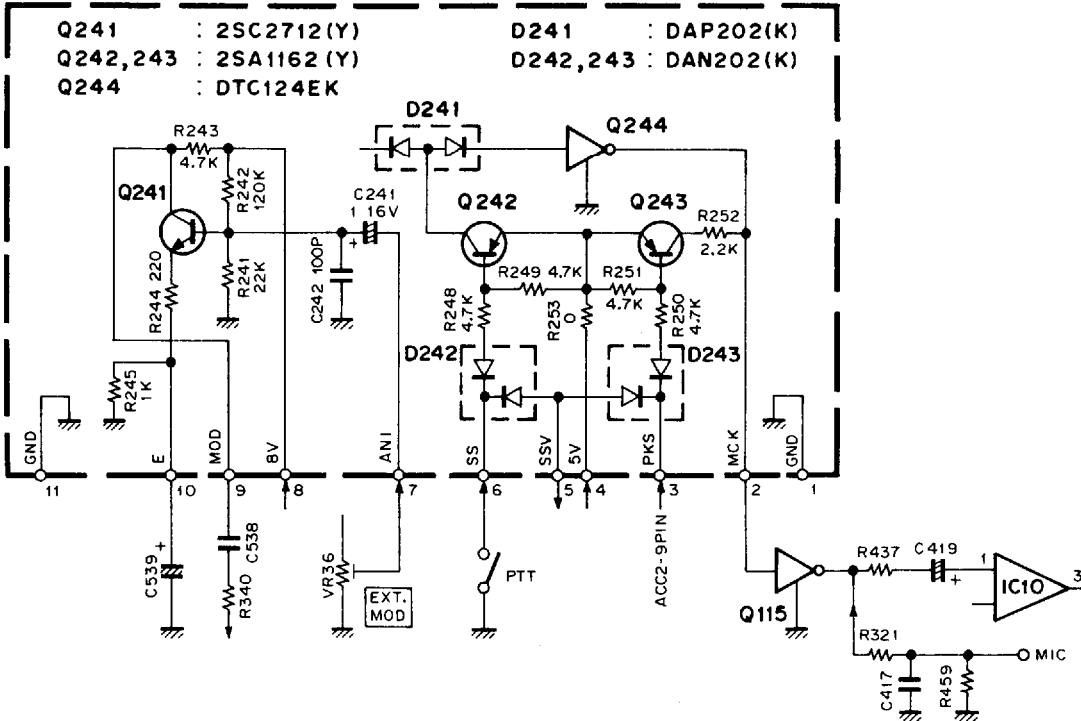 Q241 : 2SC2712(Y)
Q242,243 : 2SA1162(Y)
Q244 : DTC124EK
D241 : DAP202(K)
D242,243 : DAN202(K)
D241
Q244
R243
4.7K
Q241
R242
120K
C241
1 16V
+
Q242
Q243
R252
2.2K
R244 220
R241
22K
C242 100P
R249 4.7K
R251
4.7K
R248
4.7K
R253
0
R250
4.7K
D242
D243
R245
1K
GND
E
MOD
8V
ANI
SS
SSV
5V
PKS
MCK
GND
11
10
9
8
7
6
5
4
3
2
1
C539
+
C538
R340
VR36
EXT.
MOD
PTT
ACC2-9PIN
Q115
R437
C419
+
1
IC10
3
R321
MIC
C417
R459